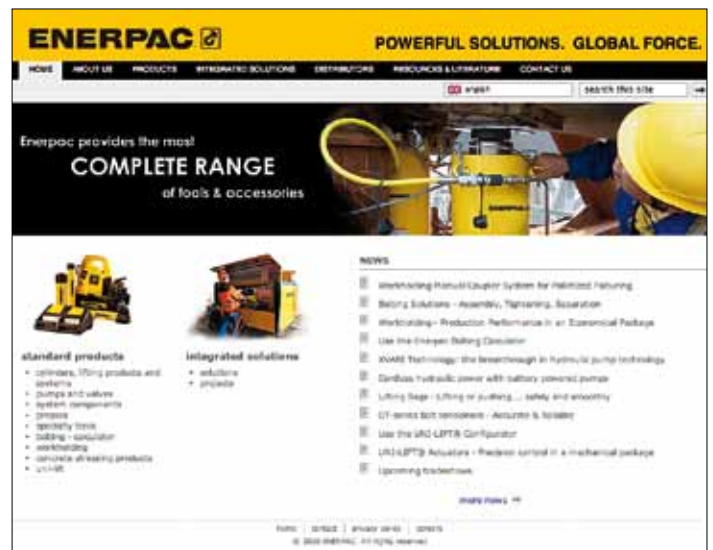 ENERPAC
POWERFUL SOLUTIONS. GLOBAL FORCE.
HOME ABOUT US PRODUCTS INTEGRATED SOLUTIONS DISTRIBUTORS RESOURCES & LITERATURE CONTACT US
english search this site
Enerpac provides the most
COMPLETE RANGE
of tools & accessories
ENERPAC
NEWS
Workholding Manual Coupler System for Palletized Fixturing
Bolting Solutions - Assembly, Tightening, Separation
Workholding - Production Performance in an Economical Package
Use the Enerpac Bolting Calculator
XVARI Technology: the breakthrough in hydraulic pump technology
Cordless hydraulic power with battery powered pumps
Lifting Bags - Lifting or pushing... safely and smoothly
GT-series bolt tensioners - Accurate & Reliable
Use the UNI-LIFT® Configurator
UNI-LIFT® Actuators - Precision control in a mechanical package
Upcoming tradeshows
more news
standard products
cylinders, lifting products and
systems
pumps and valves
system components
presses
specialty tools
bolting - calculator
workholding
concrete stressing products
uni-lift
integrated solutions
solutions
projects
home | contact | privacy policy | careers
ENERPAC. All rights reserved